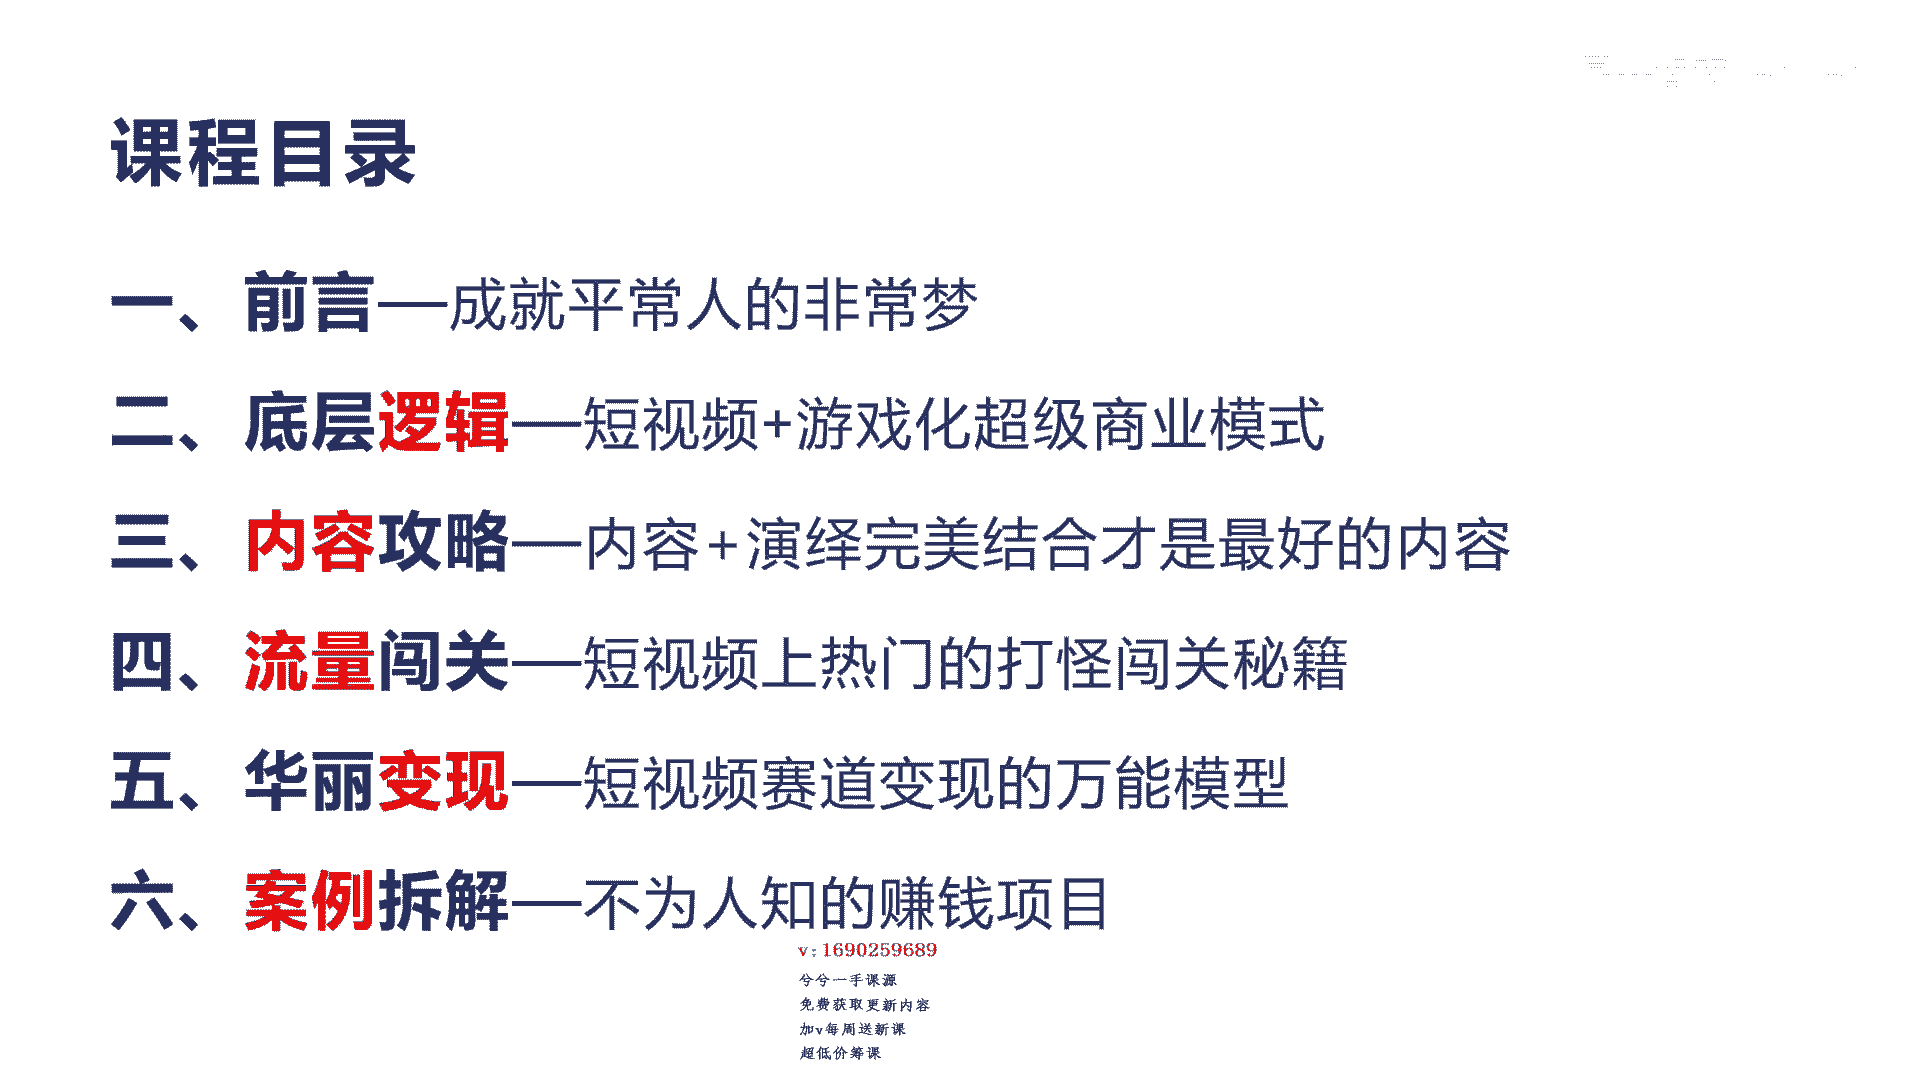 课程目录
一、前言—成就平常人的非常梦
二、底层逻辑—短视频+游戏化超级商业模式
三、内容攻略—内容+演绎完美结合才是最好的内容
四、流量闯关—短视频上热门的打怪闯关秘籍
五、华丽变现—短视频赛道变现的万能模型
六、案例拆解—不为人知的赚钱项目
v:1690259689
兮兮一手课源
免费获取更新内容
加v每周送新课
超低价筹课